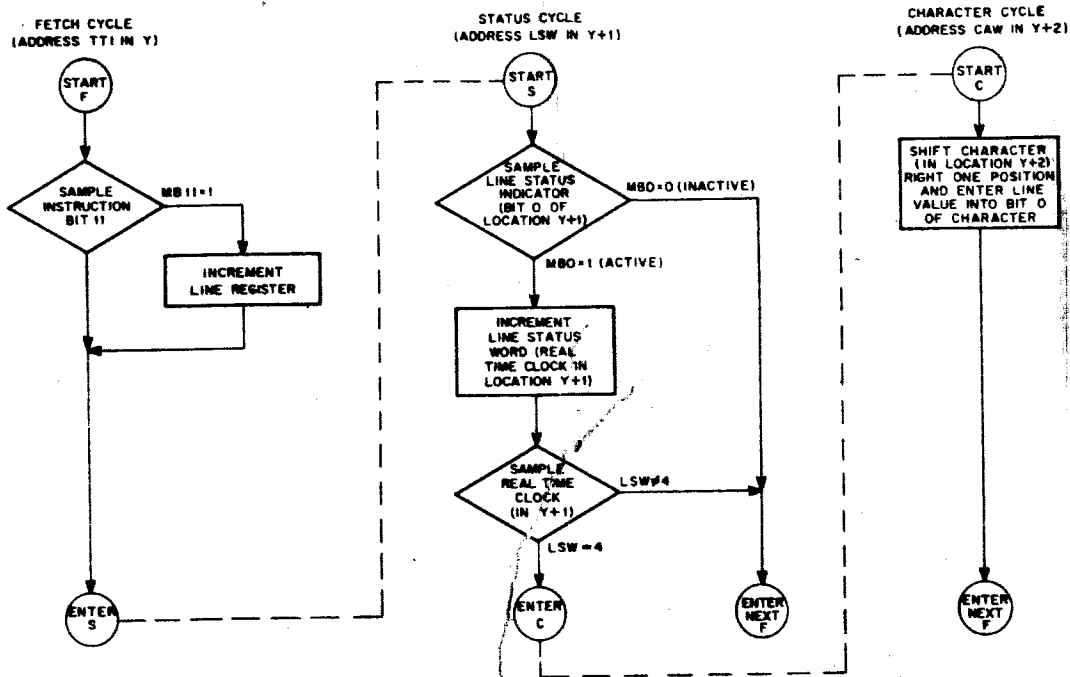 FETCH CYCLE
(ADDRESS TTI IN Y)
START
F
SAMPLE
INSTRUCTION
BIT 11
MB11=1
INCREMENT
LINE REGISTER
ENTER
S
STATUS CYCLE
(ADDRESS LSW IN Y+1)
START
S
SAMPLE
LINE STATUS
INDICATOR
(BIT 0 OF
LOCATION Y+1)
MB0=0 (INACTIVE)
MB0=1 (ACTIVE)
INCREMENT
LINE STATUS
WORD (REAL
TIME CLOCK IN
LOCATION Y+1)
SAMPLE
REAL TIME
CLOCK
(IN Y+1)
LSW≠4
LSW=4
ENTER
C
ENTER
NEXT
F
CHARACTER CYCLE
(ADDRESS CAW IN Y+2)
START
C
SHIFT CHARACTER
(IN LOCATION Y+2)
RIGHT ONE POSITION
AND ENTER LINE
VALUE INTO BIT 0
OF CHARACTER
ENTER
NEXT
F